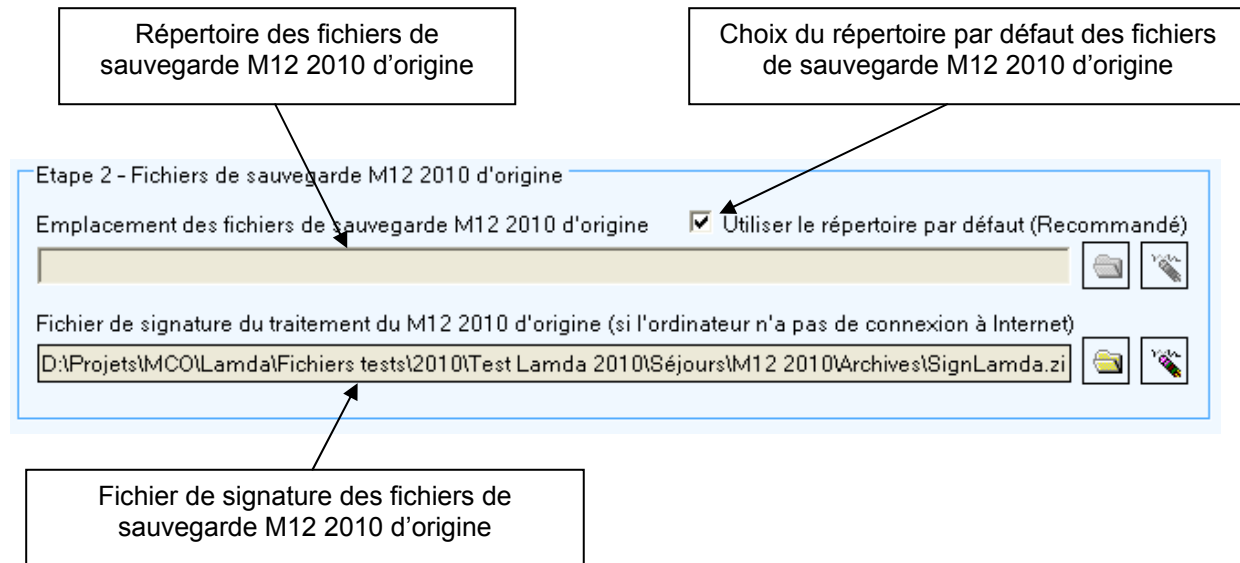 Répertoire des fichiers de
sauvegarde M12 2010 d’origine
Choix du répertoire par défaut des fichiers
de sauvegarde M12 2010 d’origine
Etape 2 - Fichiers de sauvegarde M12 2010 d'origine
Emplacement des fichiers de sauvegarde M12 2010 d'origine
Utiliser le répertoire par défaut (Recommandé)
Fichier de signature du traitement du M12 2010 d'origine (si l'ordinateur n'a pas de connexion à Internet)
D:\Projets\MCO\Lamda\Fichiers tests\2010\Test Lamda 2010\Séjours\M12 2010\Archives\SignLamda.zi
Fichier de signature des fichiers de
sauvegarde M12 2010 d’origine